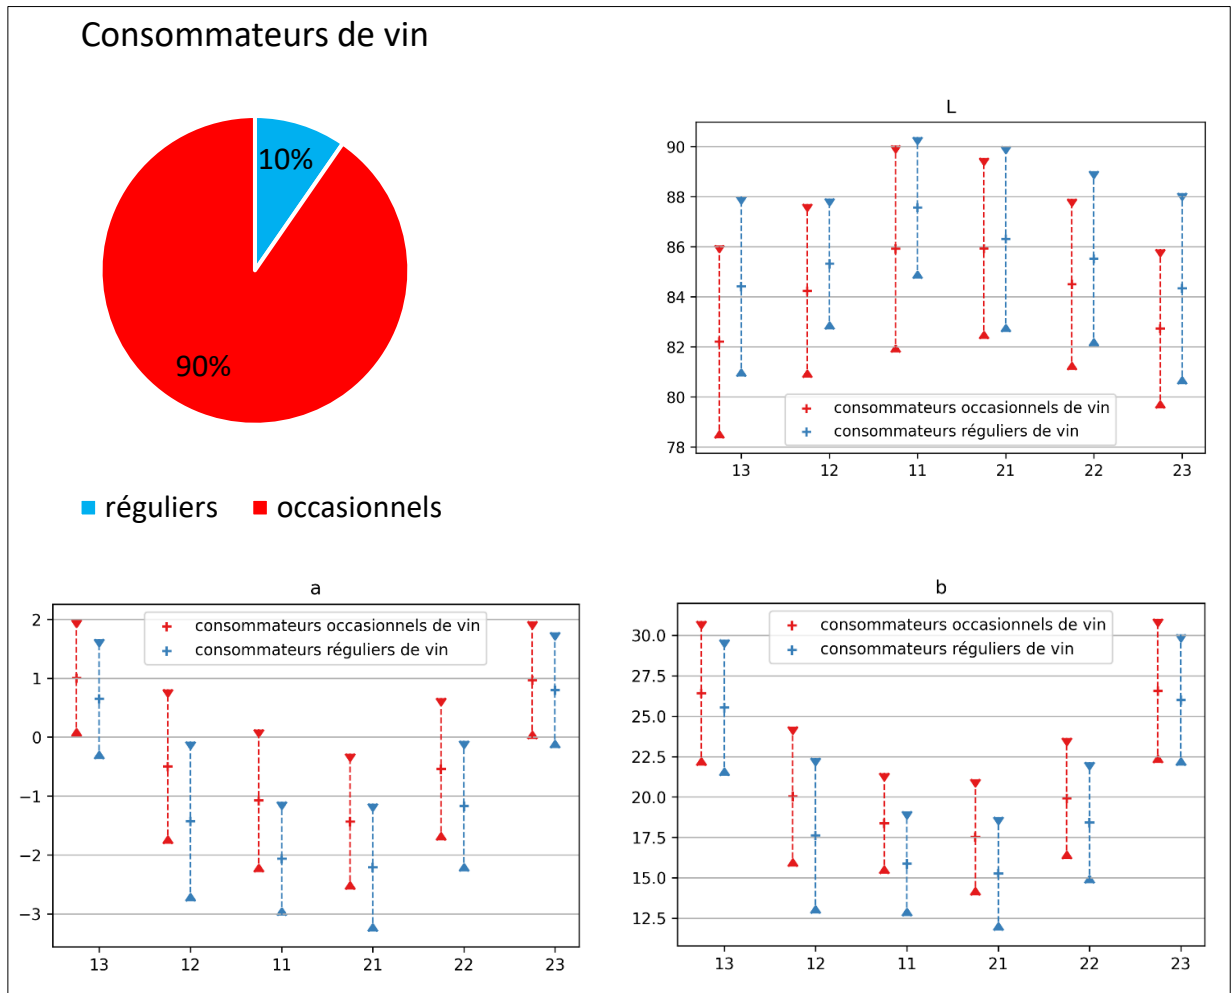 Consommateurs de vin
10%
90%
réguliers occasionnels
L
90
88
86
84
82
80
78
consommateurs occasionnels de vin
consommateurs réguliers de vin
13 12 11 21 22 23
a
2
1
0
−1
−2
−3
consommateurs occasionnels de vin
consommateurs réguliers de vin
13 12 11 21 22 23
b
30.0
27.5
25.0
22.5
20.0
17.5
15.0
12.5
consommateurs occasionnels de vin
consommateurs réguliers de vin
13 12 11 21 22 23